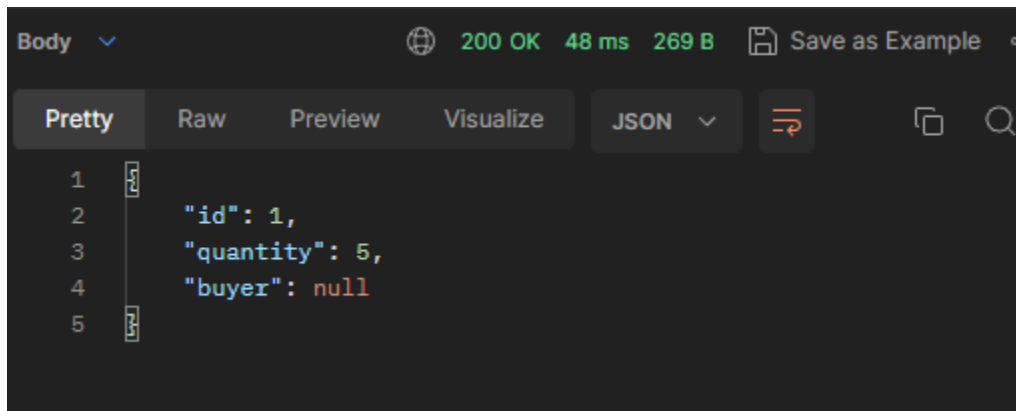 Body 200 OK 48 ms 269 B Save as Example
Pretty Raw Preview Visualize JSON
1 {
2 "id": 1,
3 "quantity": 5,
4 "buyer": null
5 }